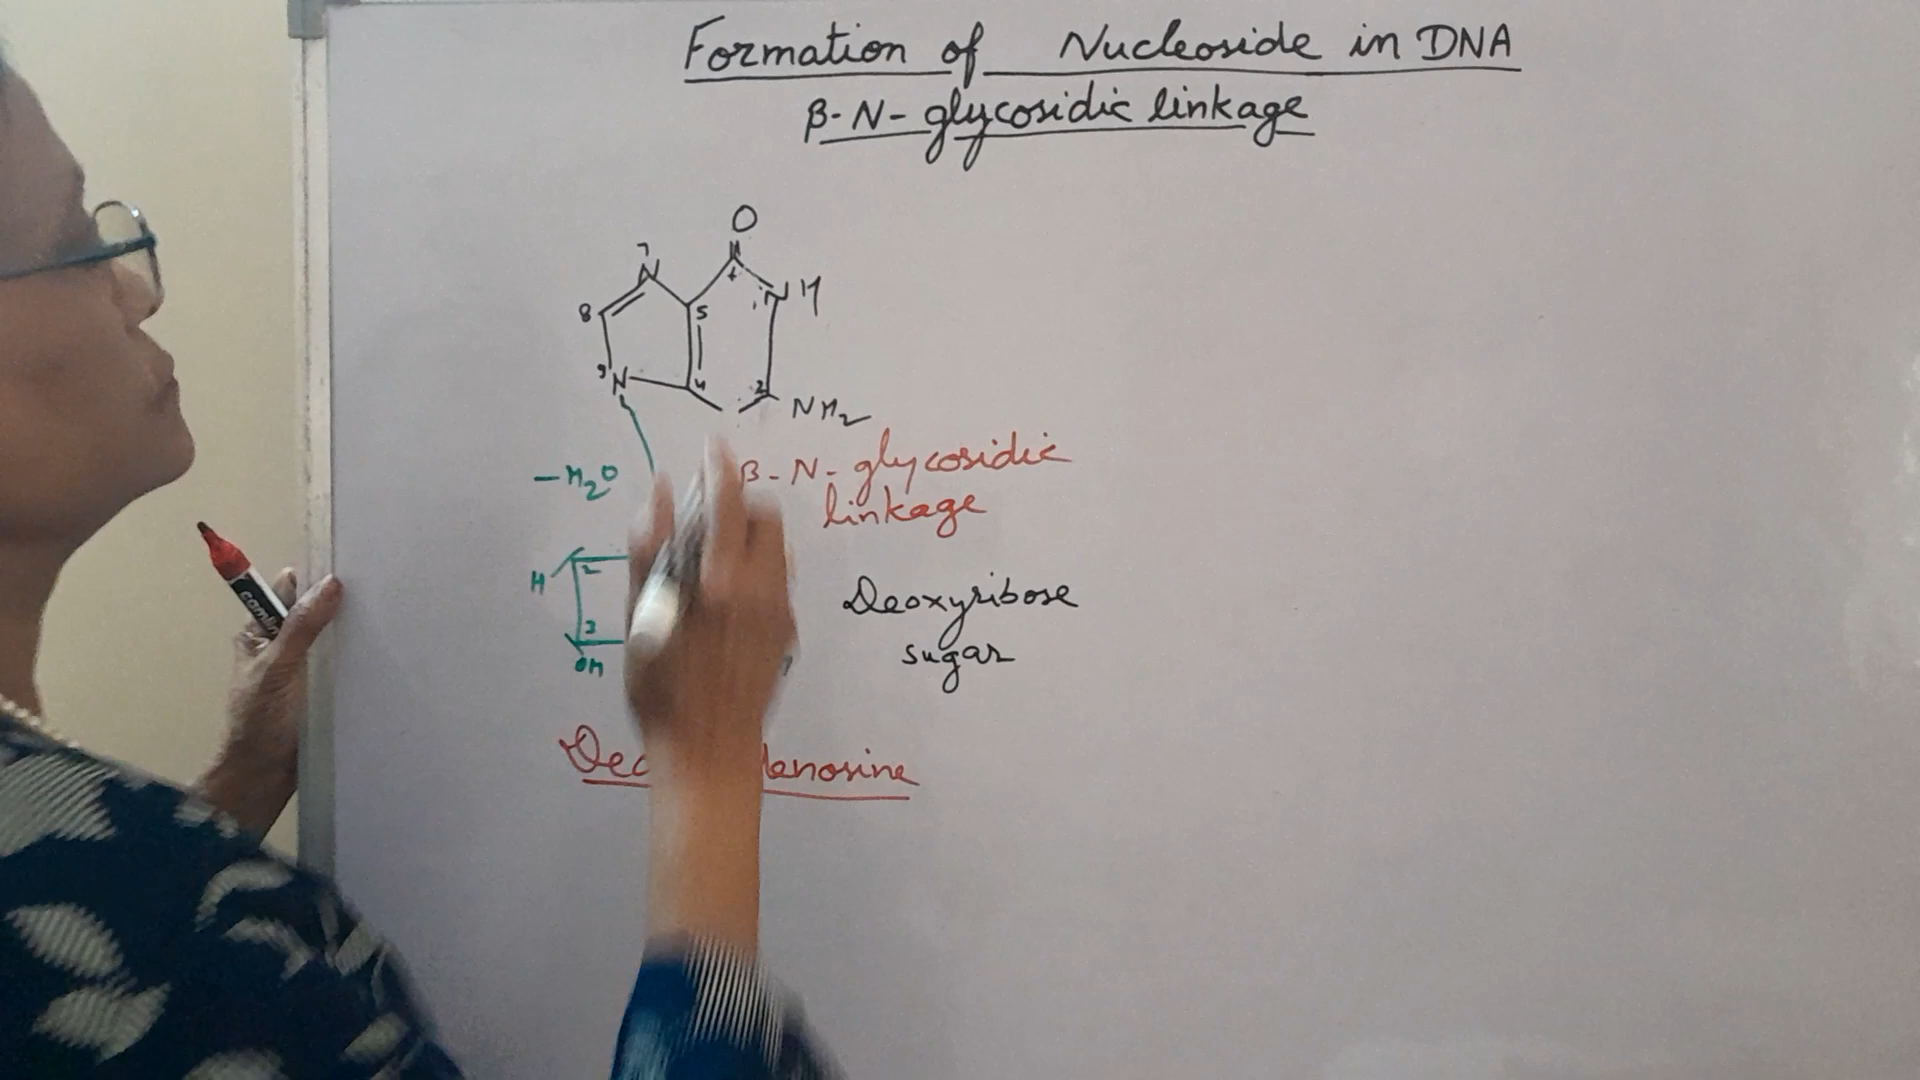 Formation of Nucleoside in DNA
β-N-glycosidic linkage
O
7
N
8
5
NH
9
N
4
2
NH2
-H2O
β-N-glycosidic
linkage
H
2
3
OH
Deoxyribose
sugar